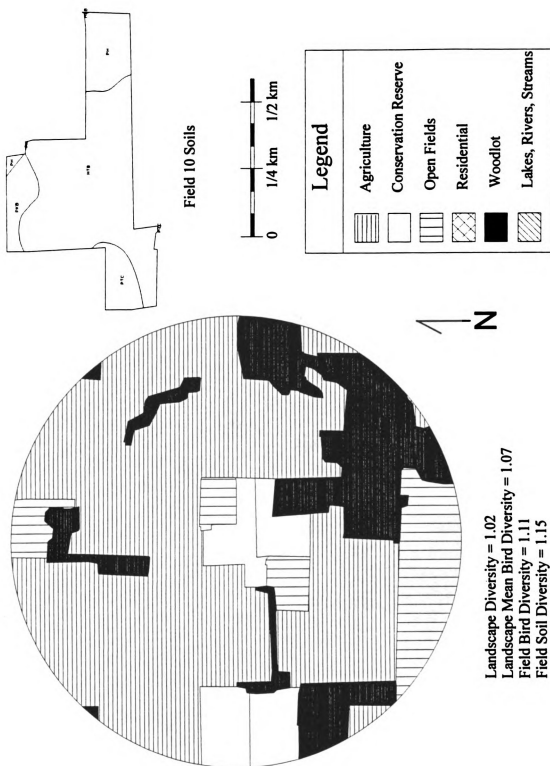 Field 10 Soils
0 1/4 km 1/2 km
Legend
Agriculture
Conservation Reserve
Open Fields
Residential
Woodlot
Lakes, Rivers, Streams
N
Landscape Diversity = 1.02
Landscape Mean Bird Diversity = 1.07
Field Bird Diversity = 1.11
Field Soil Diversity = 1.15